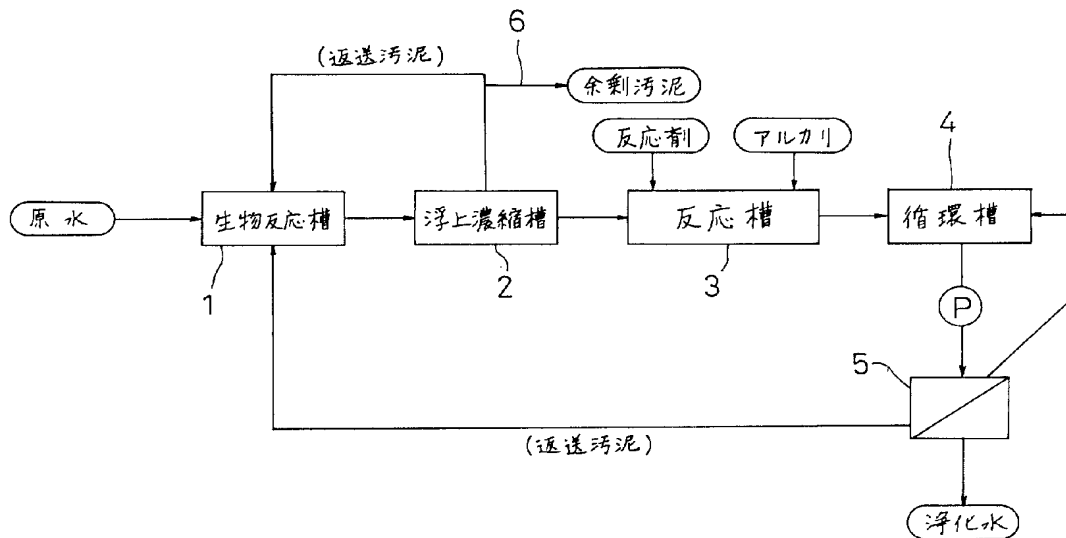 6
(返送汚泥)
余剰汚泥
反応剤
アルカリ
4
原水
生物反応槽
浮上濃縮槽
反応槽
循環槽
1
2
3
P
5
(返送汚泥)
浄化水